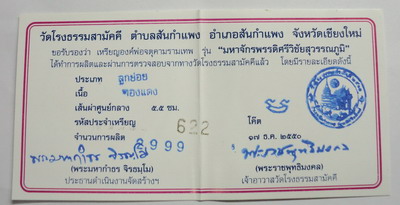 วัดโรงธรรมสามัคคี ตำบลสันกำแพง อำเภอสันกำแพง จังหวัดเชียงใหม่
ขอรับรองว่า เหรียญองค์พ่อจตุคามรามเทพ รุ่น "มหาจักรพรรดิศรีวิชัยสุวรรณภูมิ"
ได้ทำการผลิตและผ่านการตรวจสอบจากทางวัดโรงธรรมสามัคคีแล้ว โดยมีรายละเอียดดังนี้
ประเภท ลูกย่อย
เนื้อ ทองแดง
เส้นผ่าศูนย์กลาง ๕.๕ ซม.
รหัสประจำเหรียญ 622 โค๊ด
จำนวนการผลิต 9,999 ๑๗ ธ.ค. ๒๕๕๐
(พระมหากำธร จิรธมฺโม) (พระราชพุทธิมงคล)
ประธานดำเนินงานจัดสร้างฯ เจ้าอาวาสวัดโรงธรรมสามัคคี